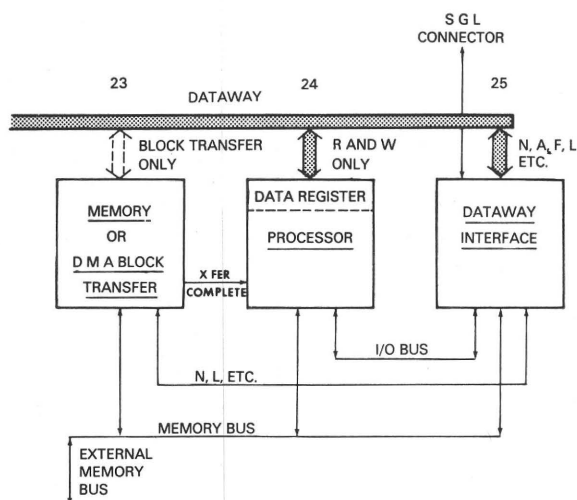 S G L
CONNECTOR
23
24
25
DATAWAY
BLOCK TRANSFER
ONLY
R AND W
ONLY
N, A, F, L
ETC.
MEMORY
OR
D M A BLOCK
TRANSFER
DATA REGISTER
PROCESSOR
DATAWAY
INTERFACE
X FER
COMPLETE
I/O BUS
N, L, ETC.
MEMORY BUS
EXTERNAL
MEMORY
BUS